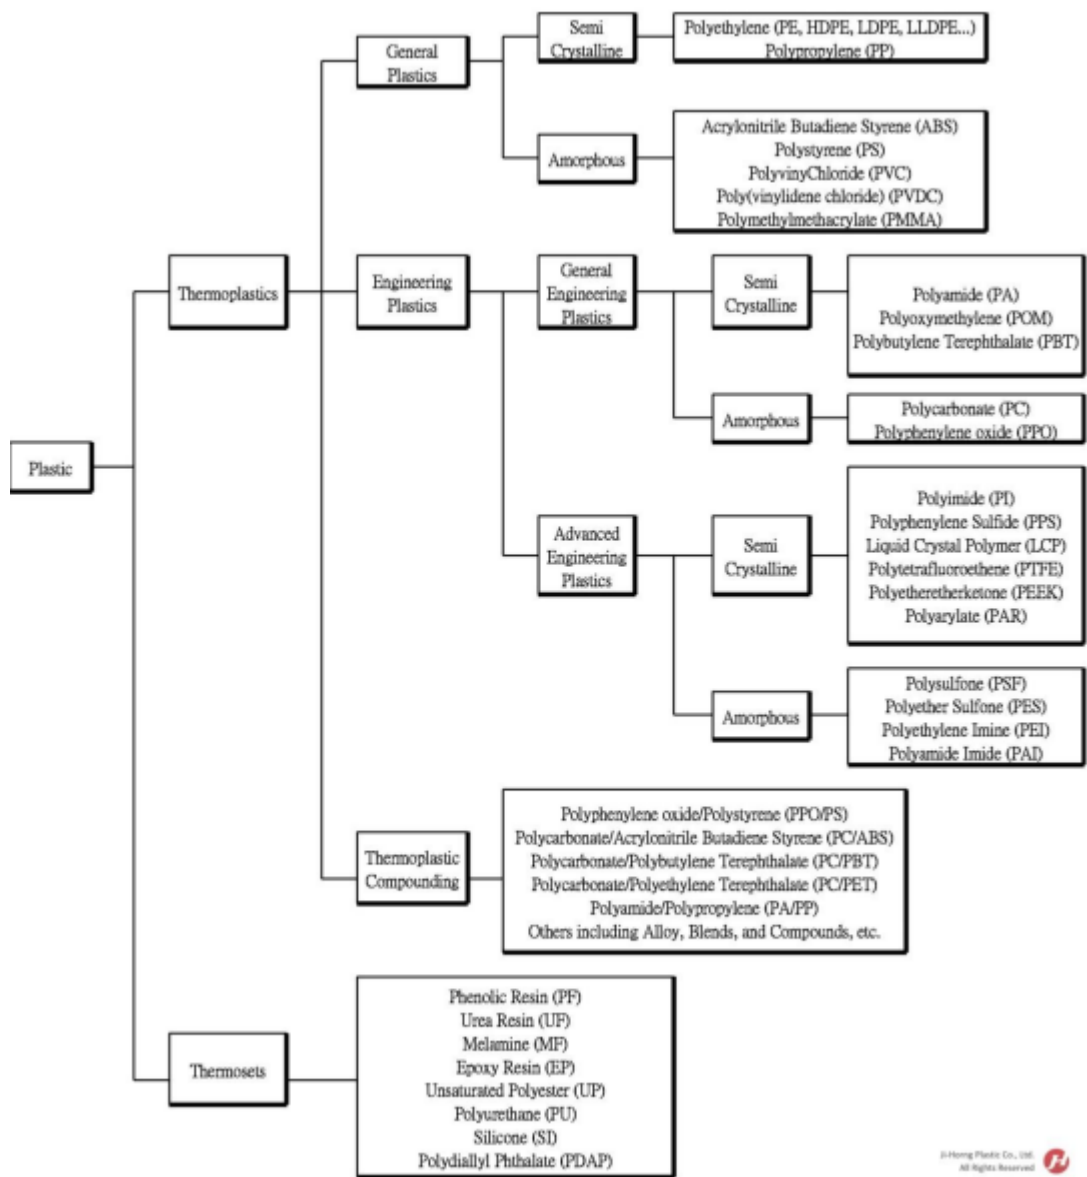 Plastic
Thermoplastics
General
Plastics
Semi
Crystalline
Polyethylene (PE, HDPE, LDPE, LLDPE...)
Polypropylene (PP)
Amorphous
Acrylonitrile Butadiene Styrene (ABS)
Polystyrene (PS)
PolyvinyChloride (PVC)
Poly(vinylidene chloride) (PVDC)
Polymethylmethacrylate (PMMA)
Engineering
Plastics
General
Engineering
Plastics
Semi
Crystalline
Polyamide (PA)
Polyoxymethylene (POM)
Polybutylene Terephthalate (PBT)
Amorphous
Polycarbonate (PC)
Polyphenylene oxide (PPO)
Advanced
Engineering
Plastics
Semi
Crystalline
Polyimide (PI)
Polyphenylene Sulfide (PPS)
Liquid Crystal Polymer (LCP)
Polytetrafluoroethene (PTFE)
Polyetheretherketone (PEEK)
Polyarylate (PAR)
Amorphous
Polysulfone (PSF)
Polyether Sulfone (PES)
Polyethylene Imine (PEI)
Polyamide Imide (PAI)
Thermoplastic
Compounding
Polyphenylene oxide/Polystyrene (PPO/PS)
Polycarbonate/Acrylonitrile Butadiene Styrene (PC/ABS)
Polycarbonate/Polybutylene Terephthalate (PC/PBT)
Polycarbonate/Polyethylene Terephthalate (PC/PET)
Polyamide/Polypropylene (PA/PP)
Others including Alloy, Blends, and Compounds, etc.
Thermosets
Phenolic Resin (PF)
Urea Resin (UF)
Melamine (MF)
Epoxy Resin (EP)
Unsaturated Polyester (UP)
Polyurethane (PU)
Silicone (SI)
Polydiallyl Phthalate (PDAP)
Ji-Horng Plastic Co., Ltd.
All Rights Reserved
JH